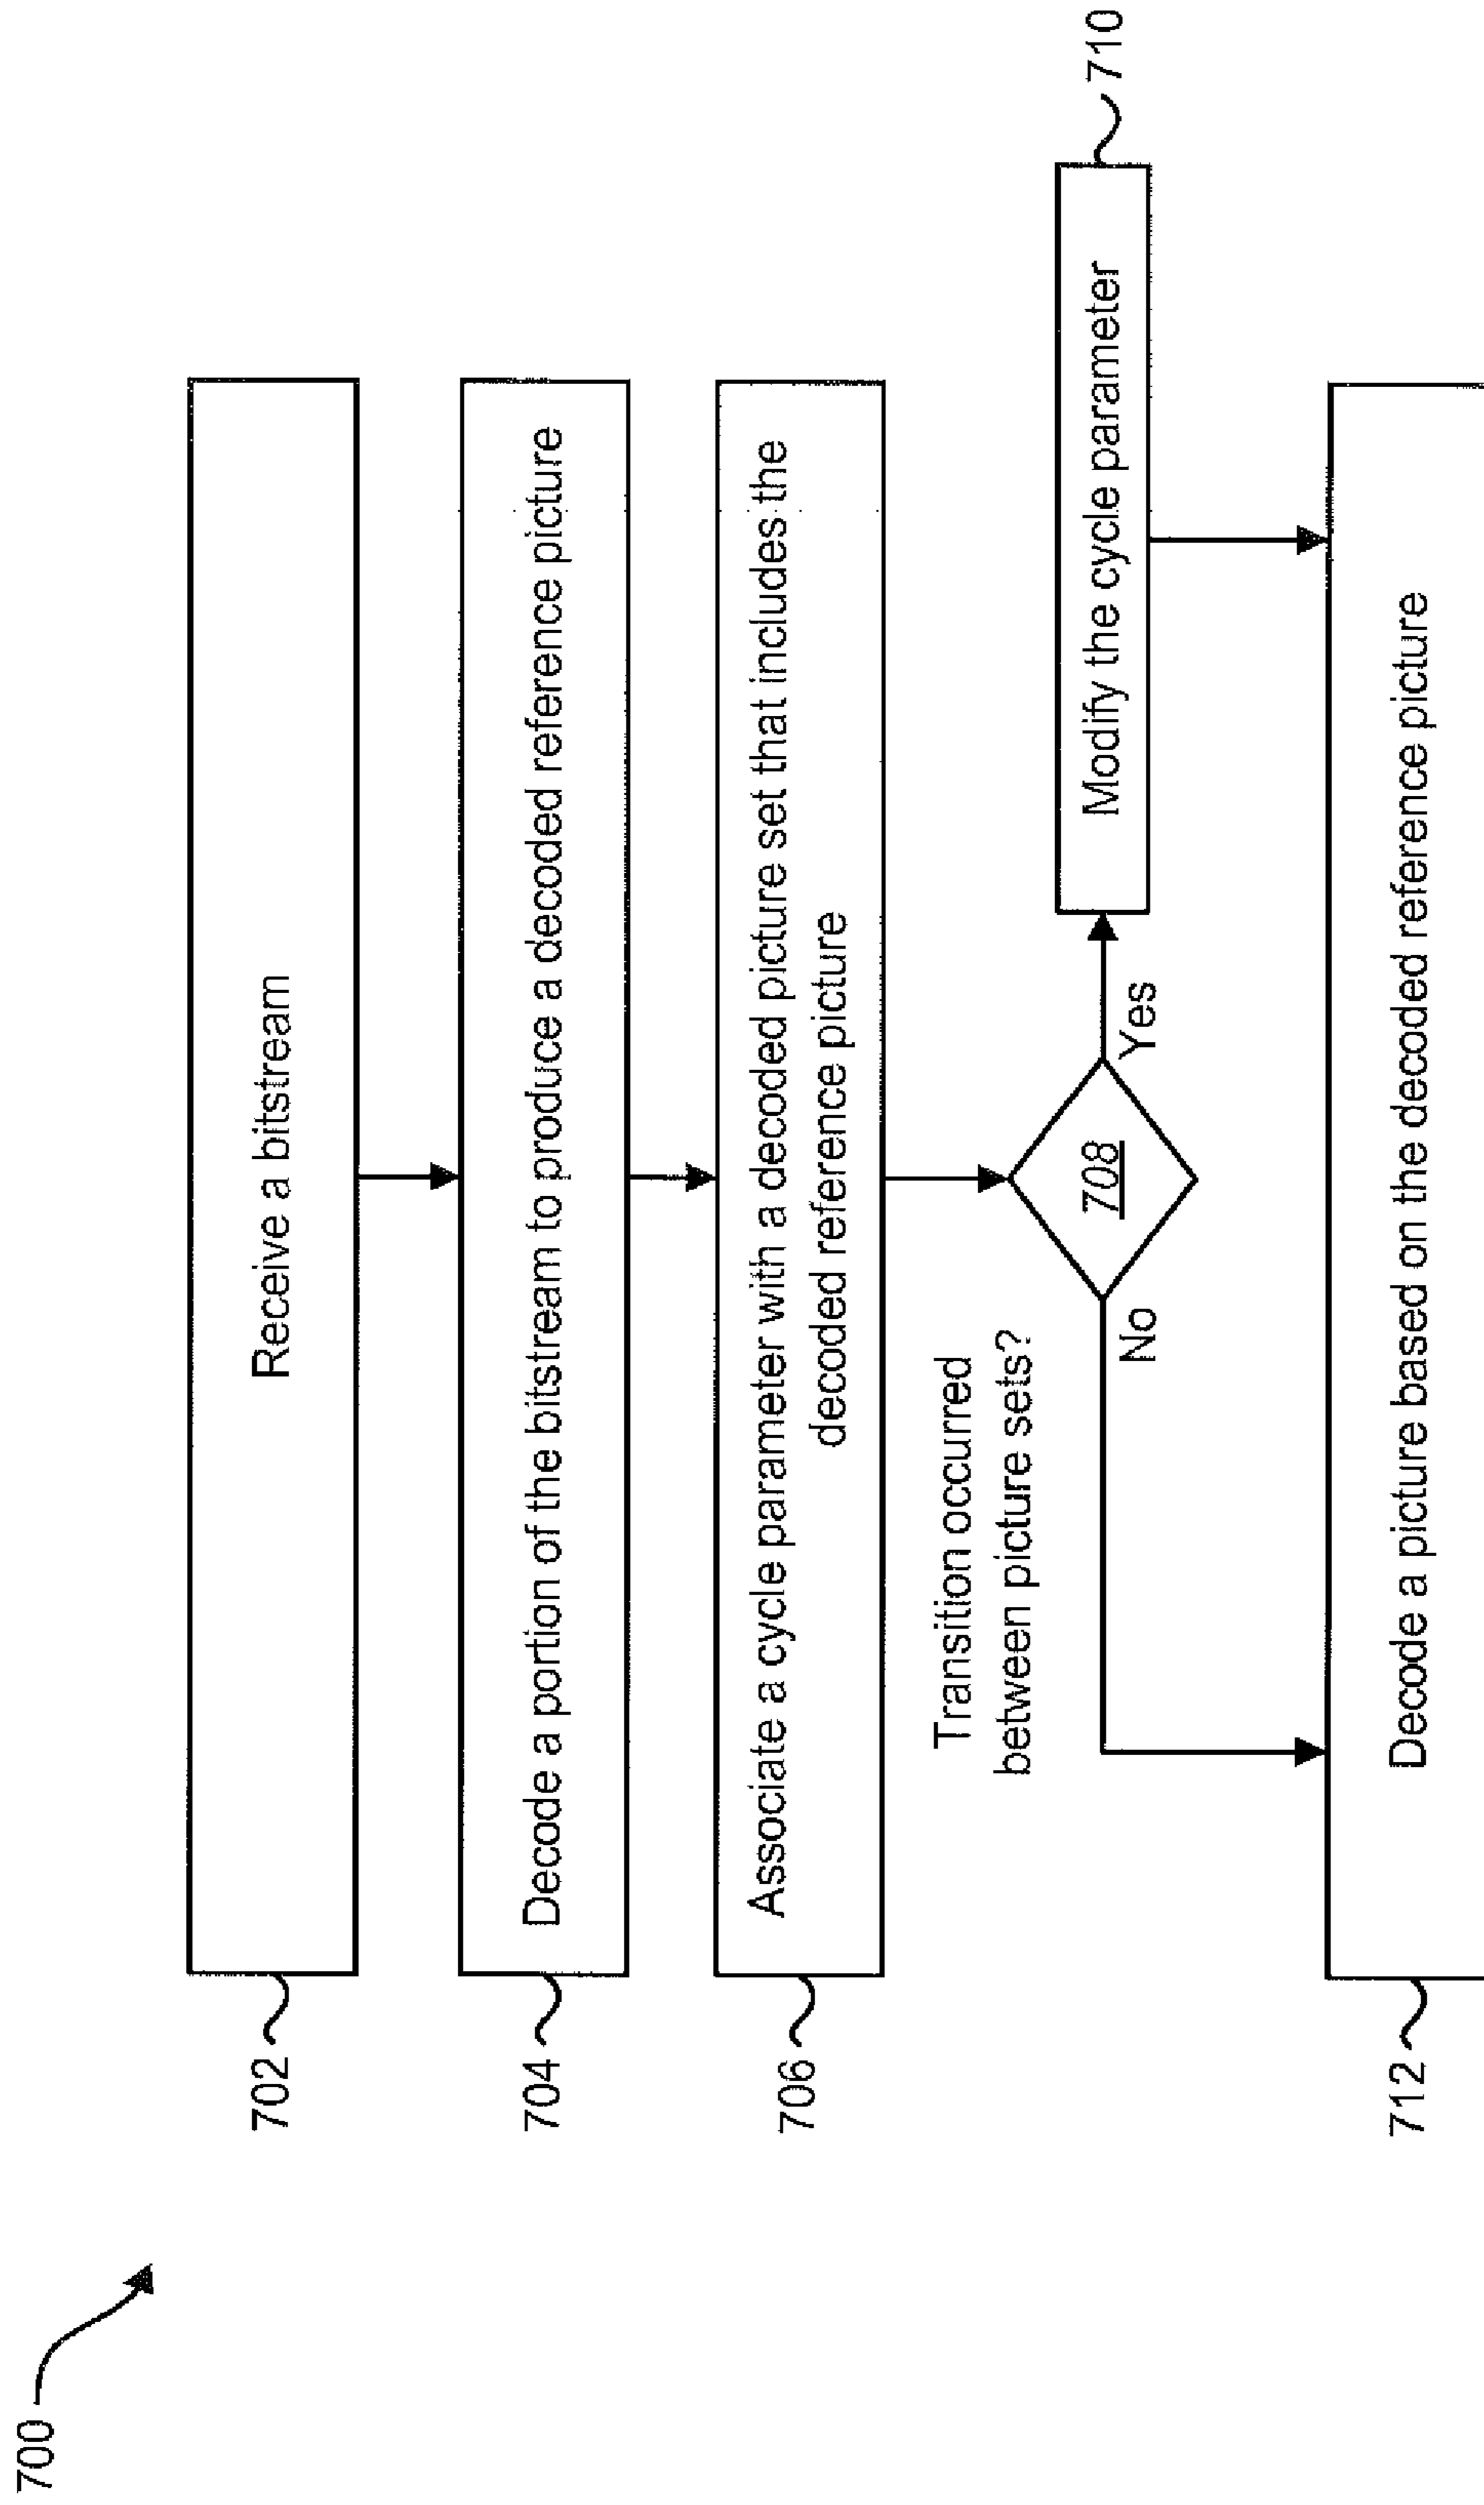 700
702
Receive a bitstream
704
Decode a portion of the bitstream to produce a decoded reference picture
706
Associate a cycle parameter with a decoded picture set that includes the
decoded reference picture
Transition occurred
between picture sets?
708
No
Yes
Modify the cycle parameter
710
712
Decode a picture based on the decoded reference picture